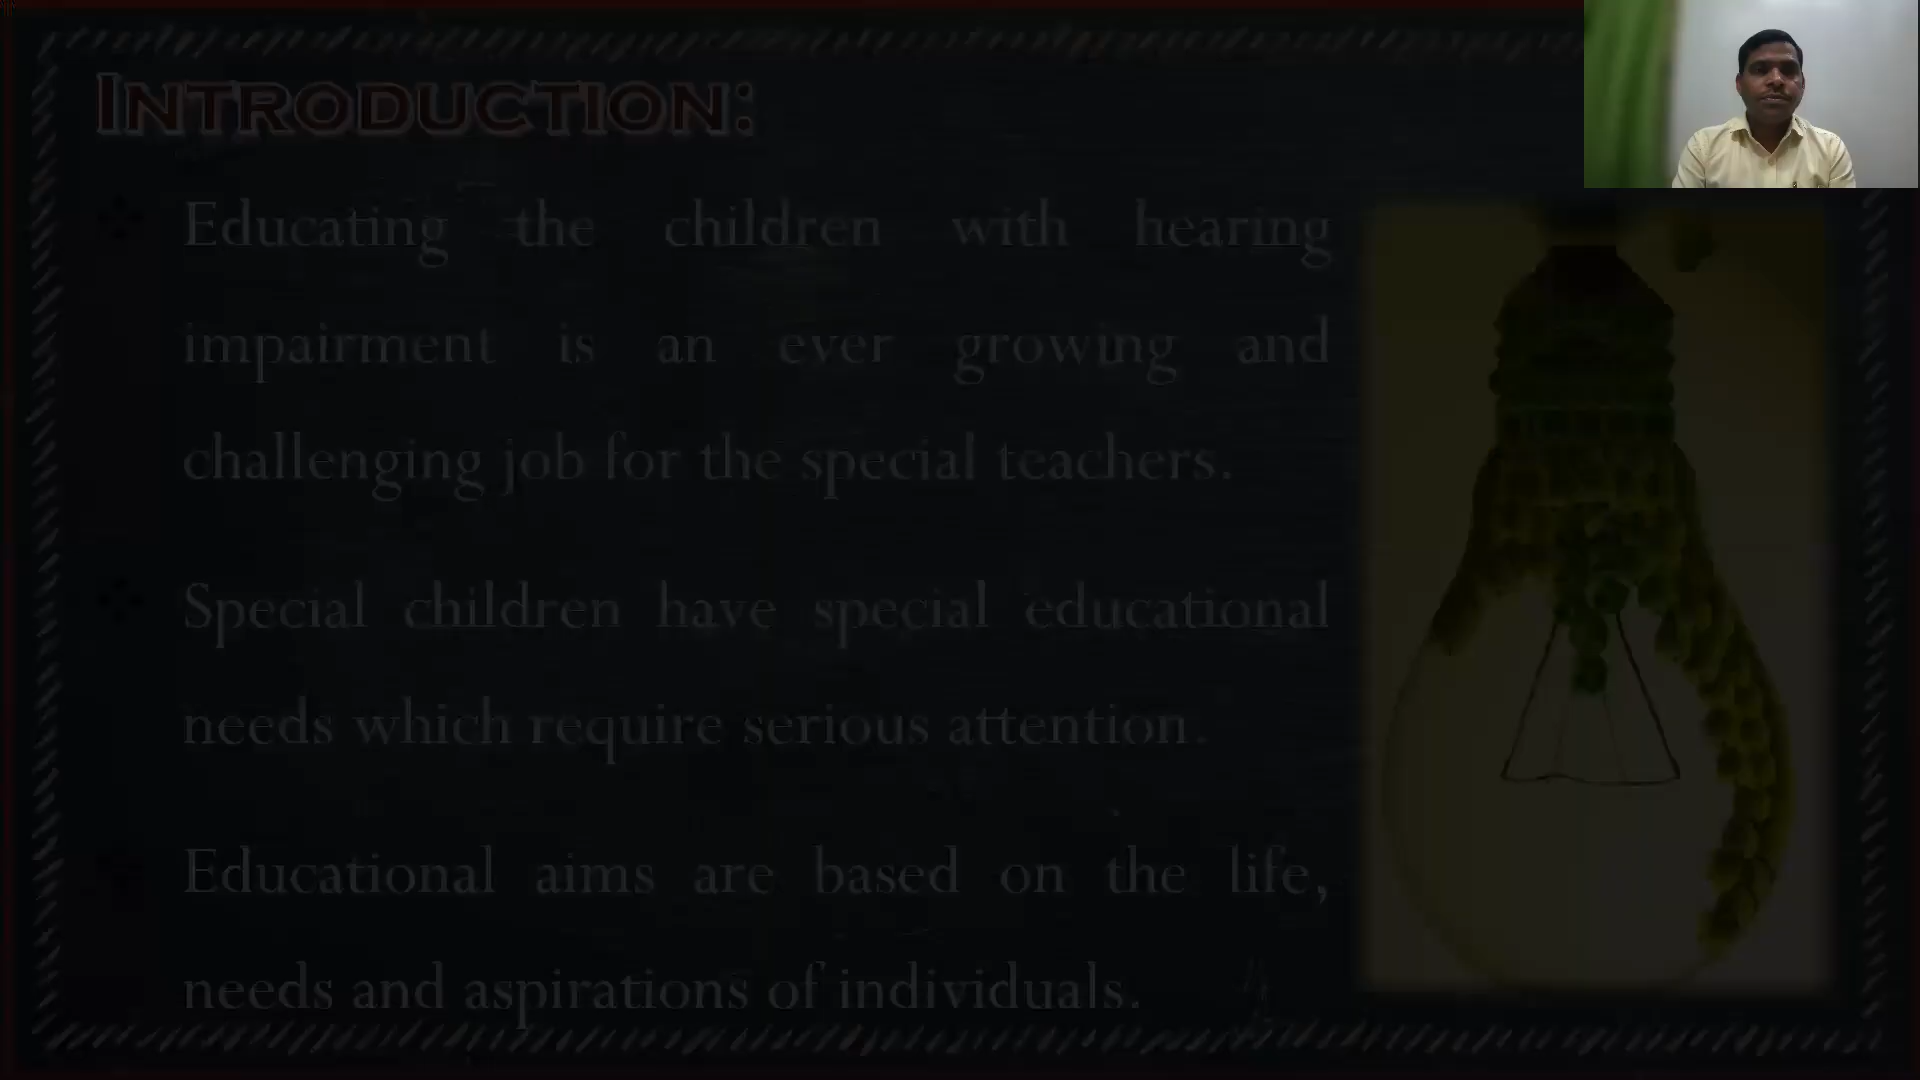 INTRODUCTION:
Educating the children with hearing
impairment is an ever growing and
challenging job for the special teachers.
Special children have special educational
needs which require serious attention.
Educational aims are based on the life,
needs and aspirations of individuals.